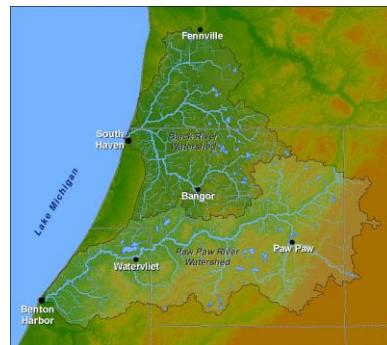 Fennville
South
Haven
Black River
Watershed
Lake Michigan
Bangor
Paw Paw
Watervliet
Paw Paw River
Watershed
Benton
Harbor